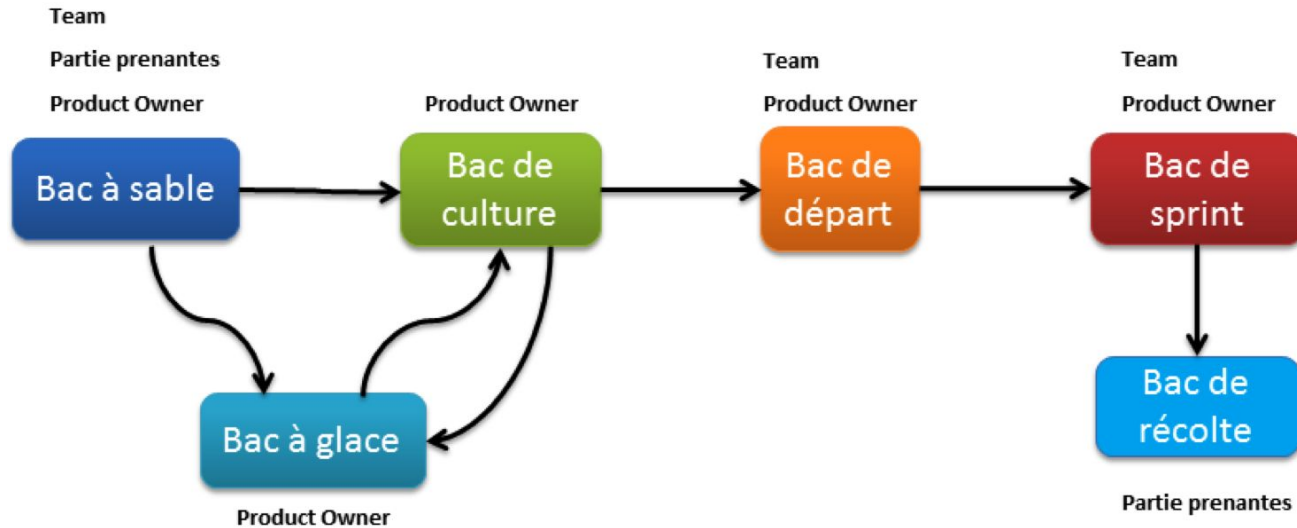 Team
Partie prenantes
Product Owner
Bac à sable
Product Owner
Bac de
culture
Team
Product Owner
Bac de
départ
Team
Product Owner
Bac de
sprint
Bac à glace
Product Owner
Bac de
récolte
Partie prenantes